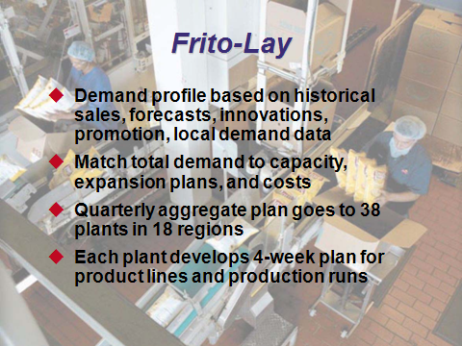 Frito-Lay
Demand profile based on historical
sales, forecasts, innovations,
promotion, local demand data
Match total demand to capacity,
expansion plans, and costs
Quarterly aggregate plan goes to 38
plants in 18 regions
Each plant develops 4-week plan for
product lines and production runs